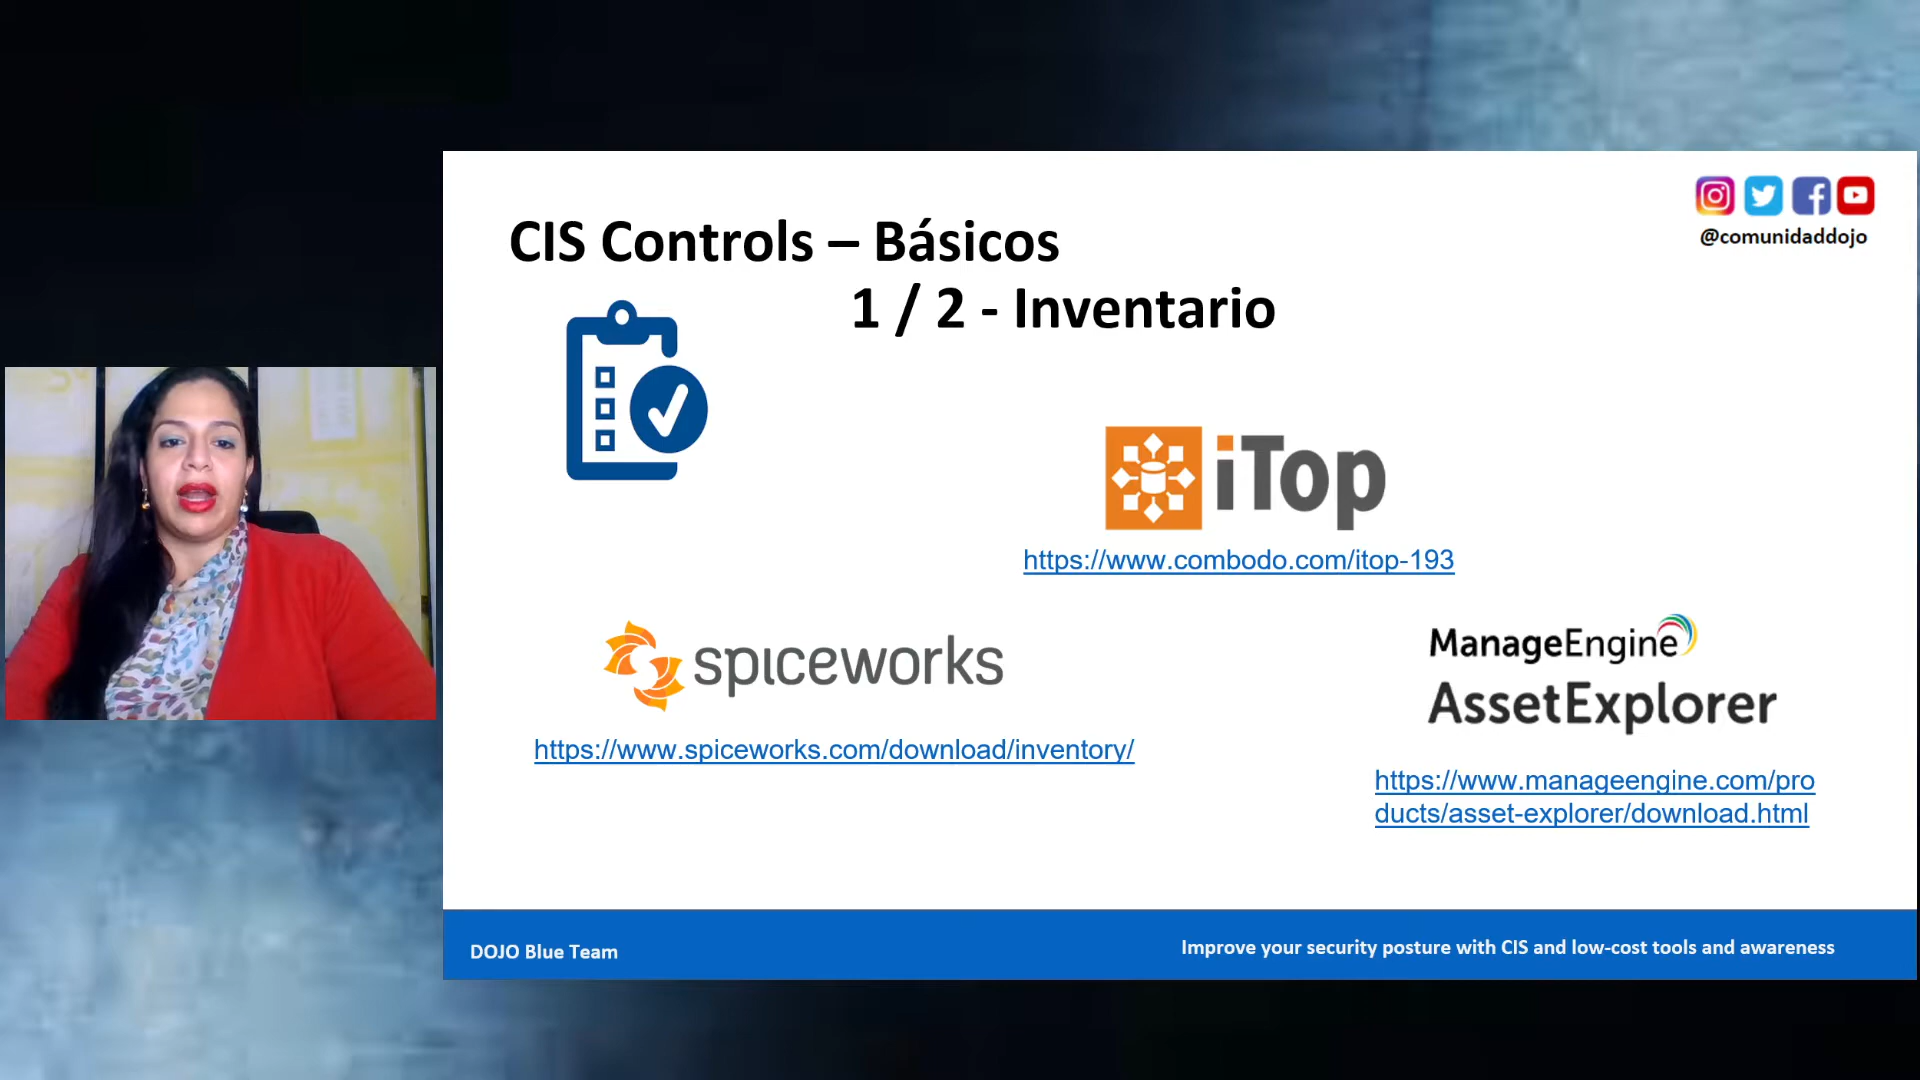 @comunidaddojo
CIS Controls – Básicos
1 / 2 - Inventario
iTop
https://www.combodo.com/itop-193
spiceworks
https://www.spiceworks.com/download/inventory/
ManageEngine
AssetExplorer
https://www.manageengine.com/pro
ducts/asset-explorer/download.html
DOJO Blue Team
Improve your security posture with CIS and low-cost tools and awareness